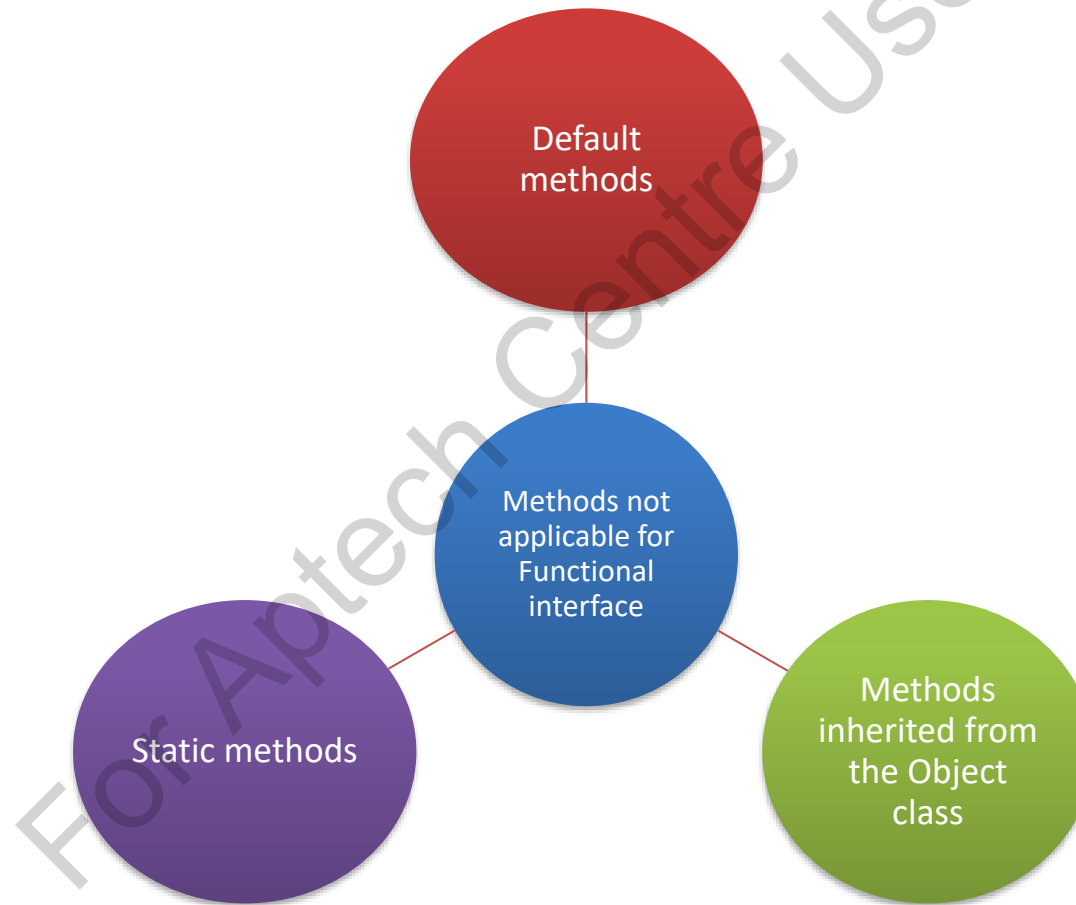 Default
methods
Methods not
applicable for
Functional
interface
Static methods
Methods
inherited from
the Object
class
For Aptech Centre Use